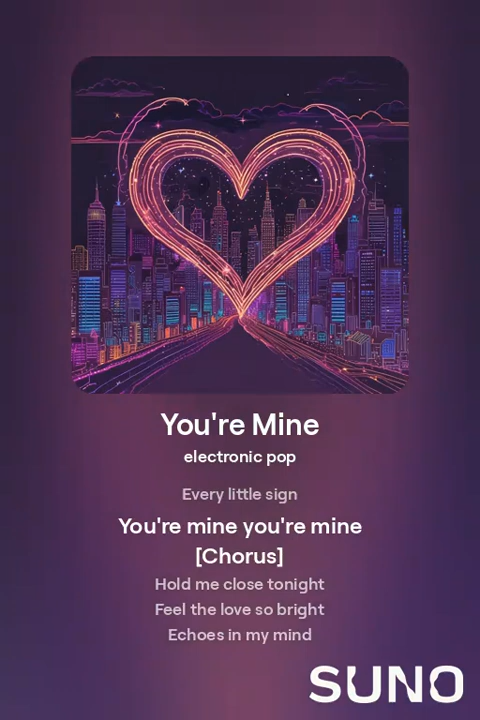 You're Mine
electronic pop
Every little sign
You're mine you're mine
[Chorus]
Hold me close tonight
Feel the love so bright
Echoes in my mind
SUNO